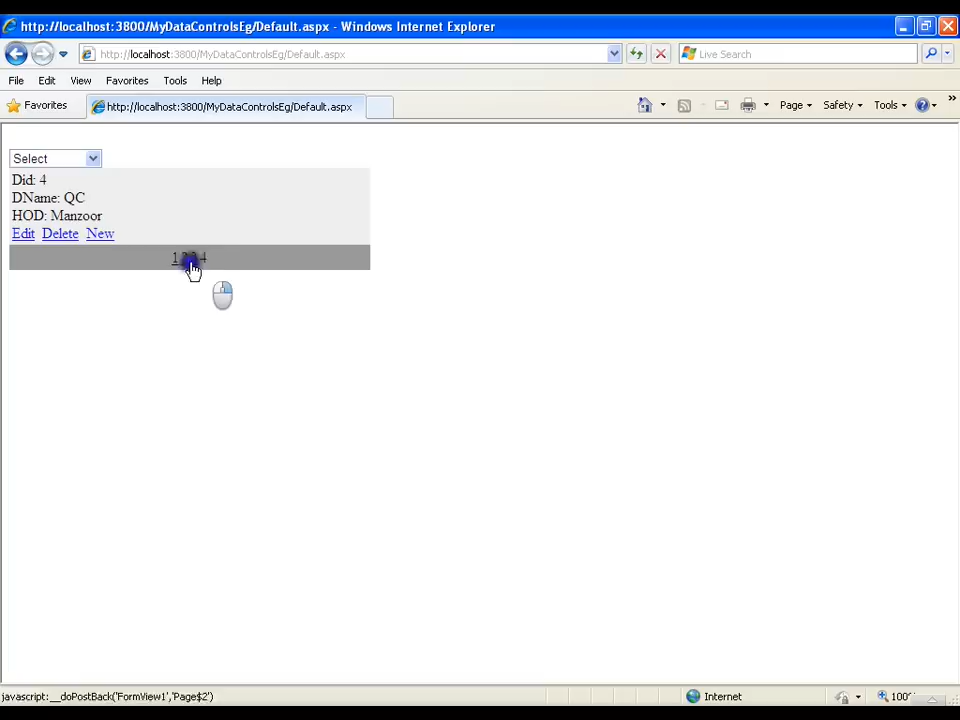 http://localhost:3800/MyDataControlsEg/Default.aspx - Windows Internet Explorer
http://localhost:3800/MyDataControlsEg/Default.aspx
Live Search
File Edit View Favorites Tools Help
Favorites
http://localhost:3800/MyDataControlsEg/Default.aspx
Page Safety Tools »
Select
Did: 4
DName: QC
HOD: Manzoor
Edit Delete New
1 4
javascript:__doPostBack('FormView1','Page$2')
Internet